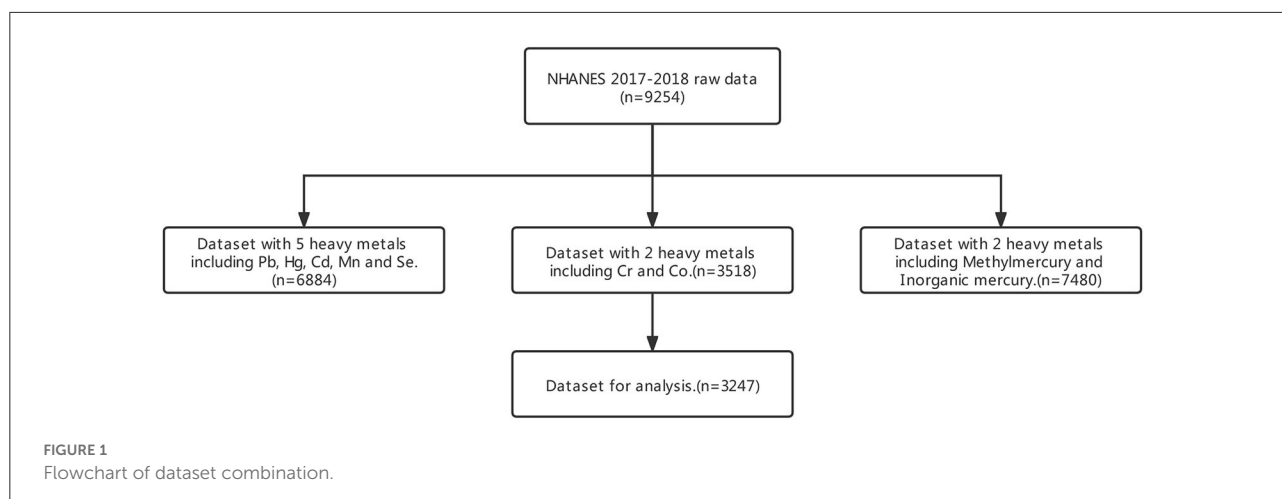 NHANES 2017-2018 raw data
(n=9254)
Dataset with 5 heavy metals
including Pb, Hg, Cd, Mn and Se.
(n=6884)
Dataset with 2 heavy metals
including Cr and Co.(n=3518)
Dataset with 2 heavy metals
including Methylmercury and
Inorganic mercury.(n=7480)
Dataset for analysis.(n=3247)
FIGURE 1
Flowchart of dataset combination.